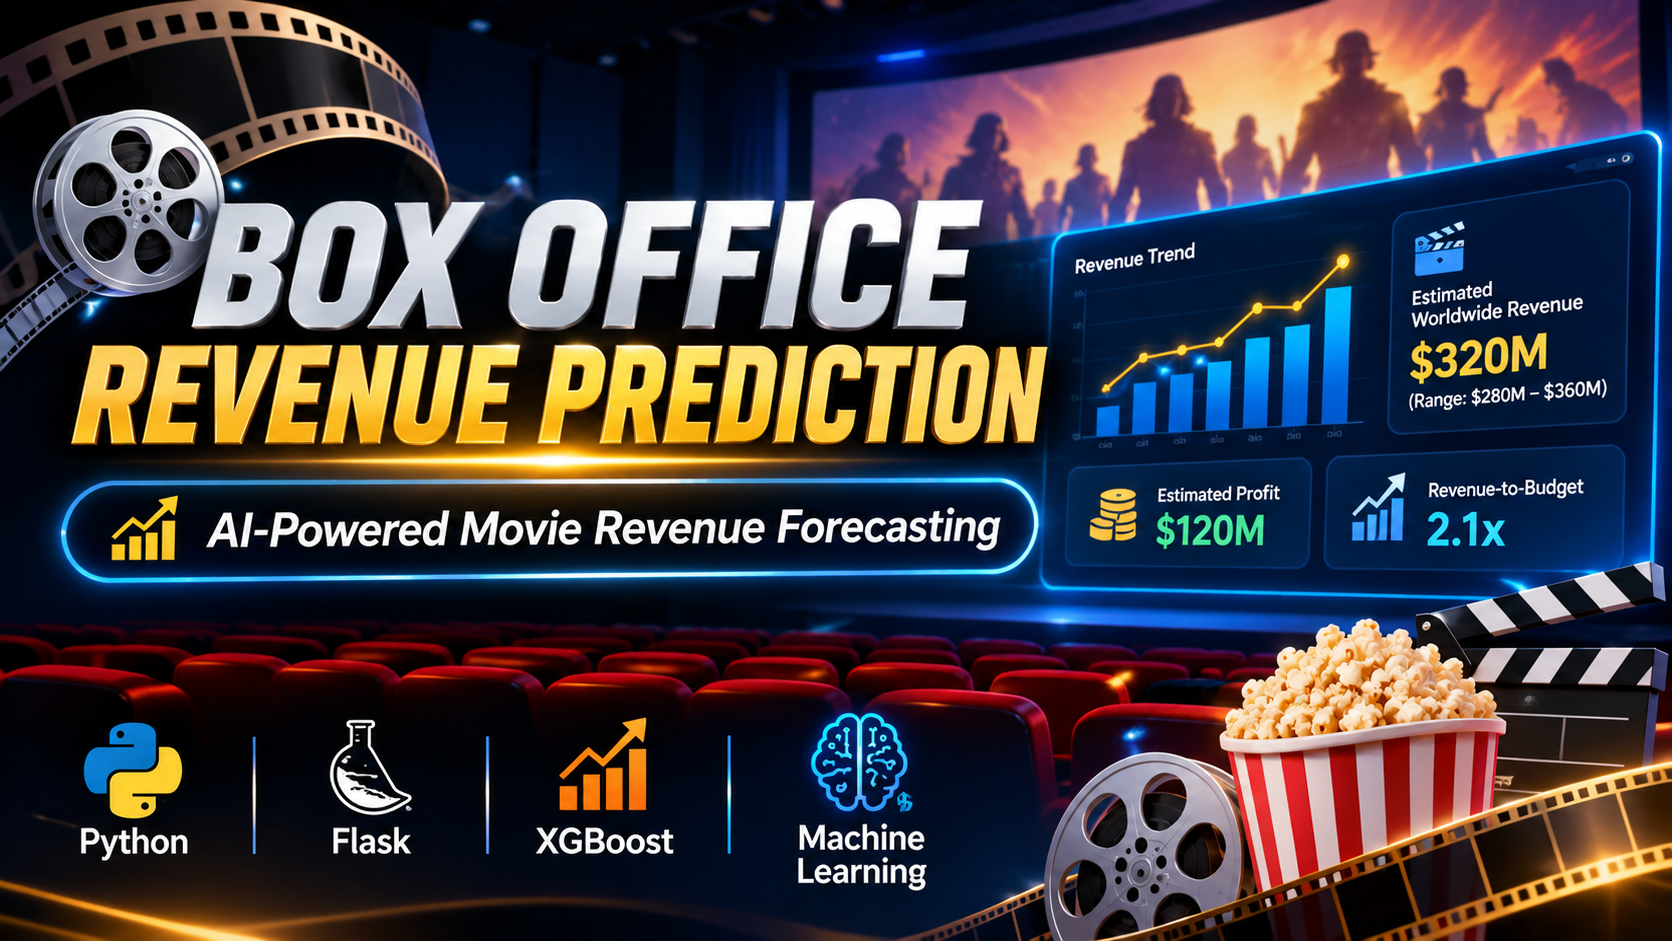 BOX OFFICE
REVENUE PREDICTION
AI-Powered Movie Revenue Forecasting
Revenue Trend
Estimated
Worldwide Revenue
$320M
(Range: $280M – $360M)
Estimated Profit
$120M
Revenue-to-Budget
2.1x
Python
Flask
XGBoost
Machine
Learning